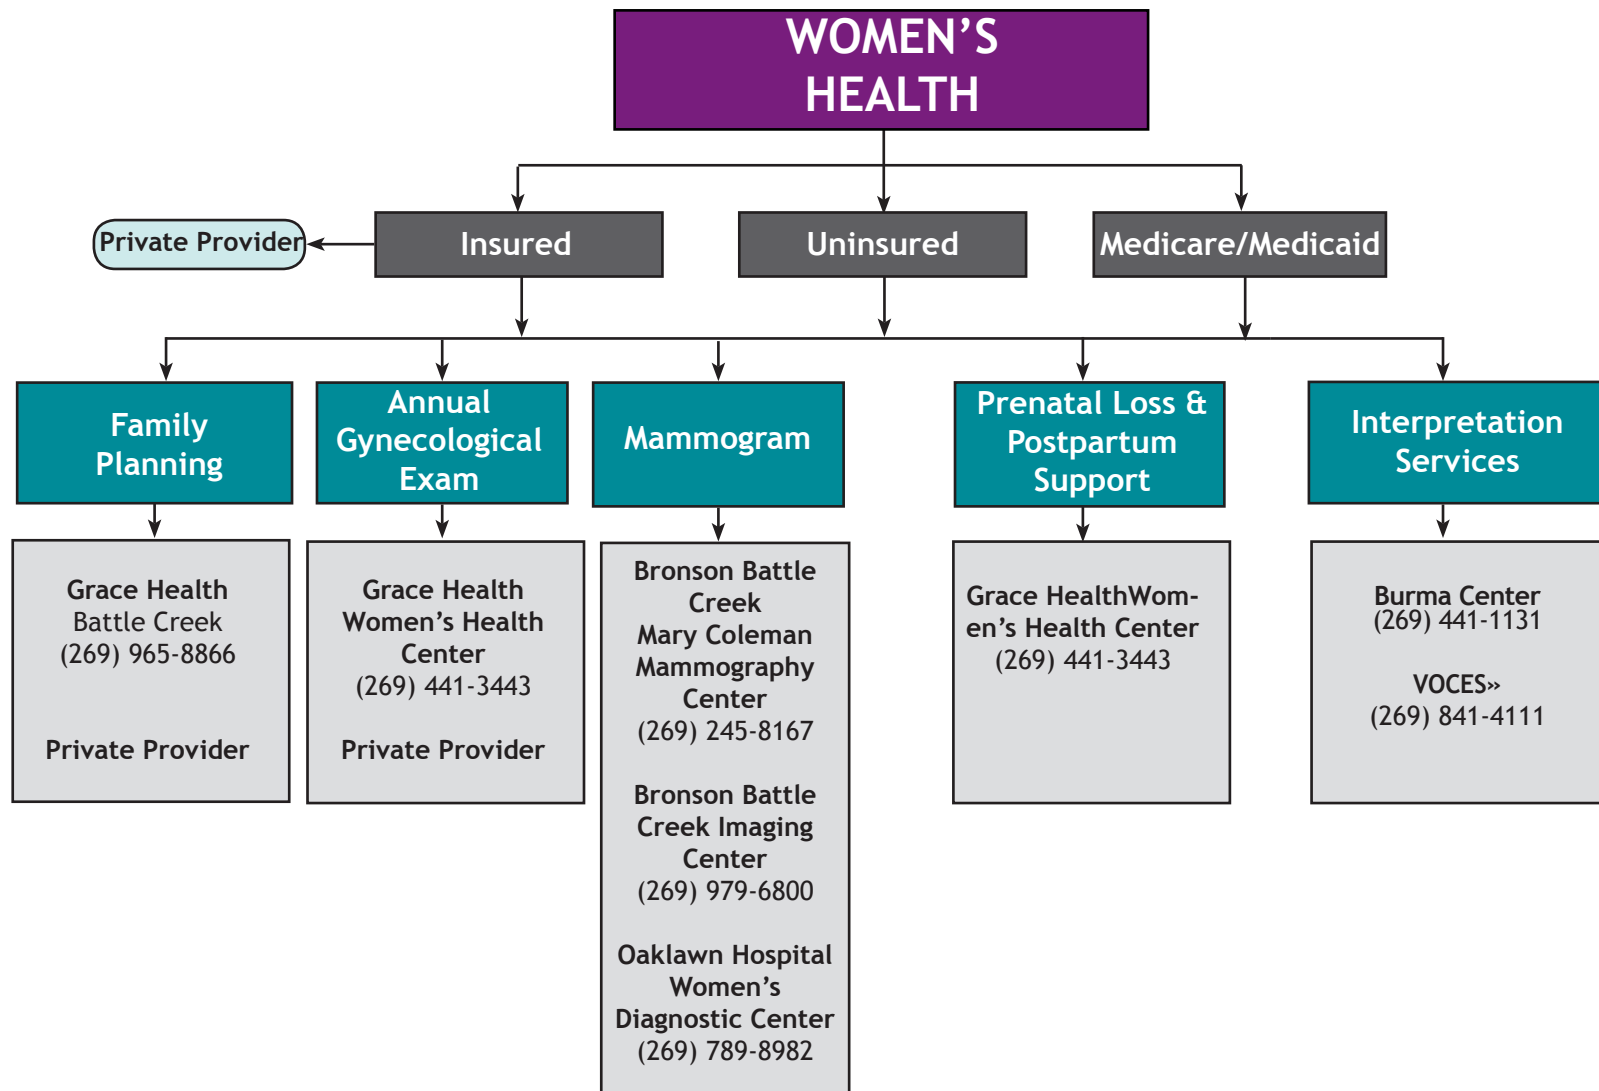 WOMEN’S
HEALTH
Private Provider
Insured
Uninsured
Medicare/Medicaid
Family
Planning
Annual
Gynecological
Exam
Mammogram
Prenatal Loss &
Postpartum
Support
Interpretation
Services
Grace Health
Battle Creek
(269) 965-8866
Private Provider
Grace Health
Women’s Health
Center
(269) 441-3443
Private Provider
Bronson Battle
Creek
Mary Coleman
Mammography
Center
(269) 245-8167
Bronson Battle
Creek Imaging
Center
(269) 979-6800
Oaklawn Hospital
Women’s
Diagnostic Center
(269) 789-8982
Grace HealthWom-
en’s Health Center
(269) 441-3443
Burma Center
(269) 441-1131
VOCES»
(269) 841-4111